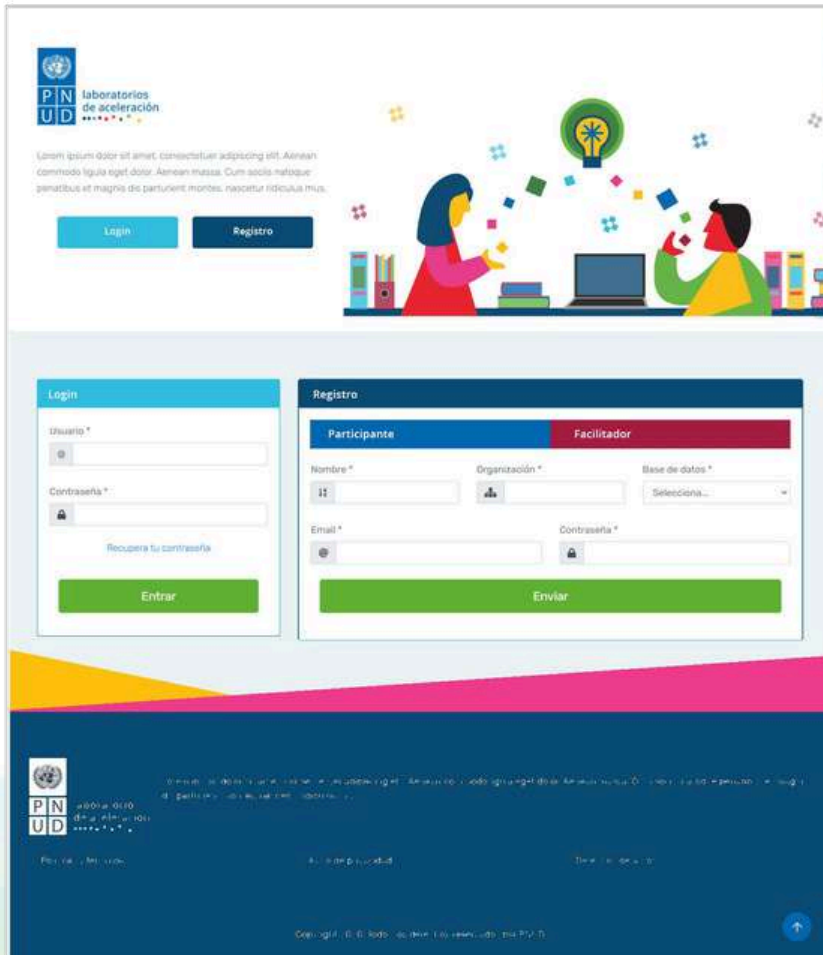 PNUD
laboratorios
de aceleración
Lorem ipsum dolor sit amet, consectetuer adipiscing elit. Aenean
commodo ligula eget dolor. Aenean massa. Cum sociis natoque
penatibus et magnis dis parturient montes, nascetur ridiculus mus.
Login Registro
Login
Usuario *
Contraseña *
Recupera tu contraseña
Entrar
Registro
Participante Facilitador
Nombre * Organización * Base de datos *
Selecciona...
Email * Contraseña *
Enviar
PNUD